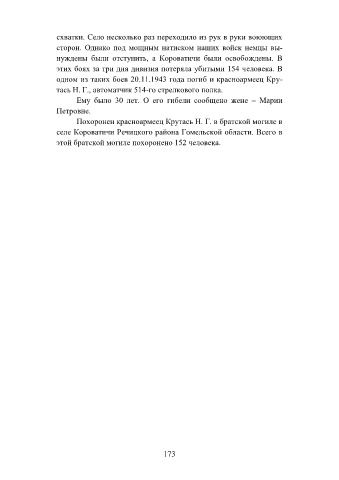 схватки. Село несколько раз переходило из рук в руки воюющих
сторон. Однако под мощным натиском наших войск немцы вы-
нуждены были отступить, а Короватичи были освобождены. В
этих боях за три дня дивизия потеряла убитыми 154 человека. В
одном из таких боев 20.11.1943 года погиб и красноармеец Кру-
тась Н. Г., автоматчик 514-го стрелкового полка.
Ему было 30 лет. О его гибели сообщено жене – Марии
Петровне.
Похоронен красноармеец Крутась Н. Г. в братской могиле в
селе Короватичи Речицкого района Гомельской области. Всего в
этой братской могиле похоронено 152 человека.
173